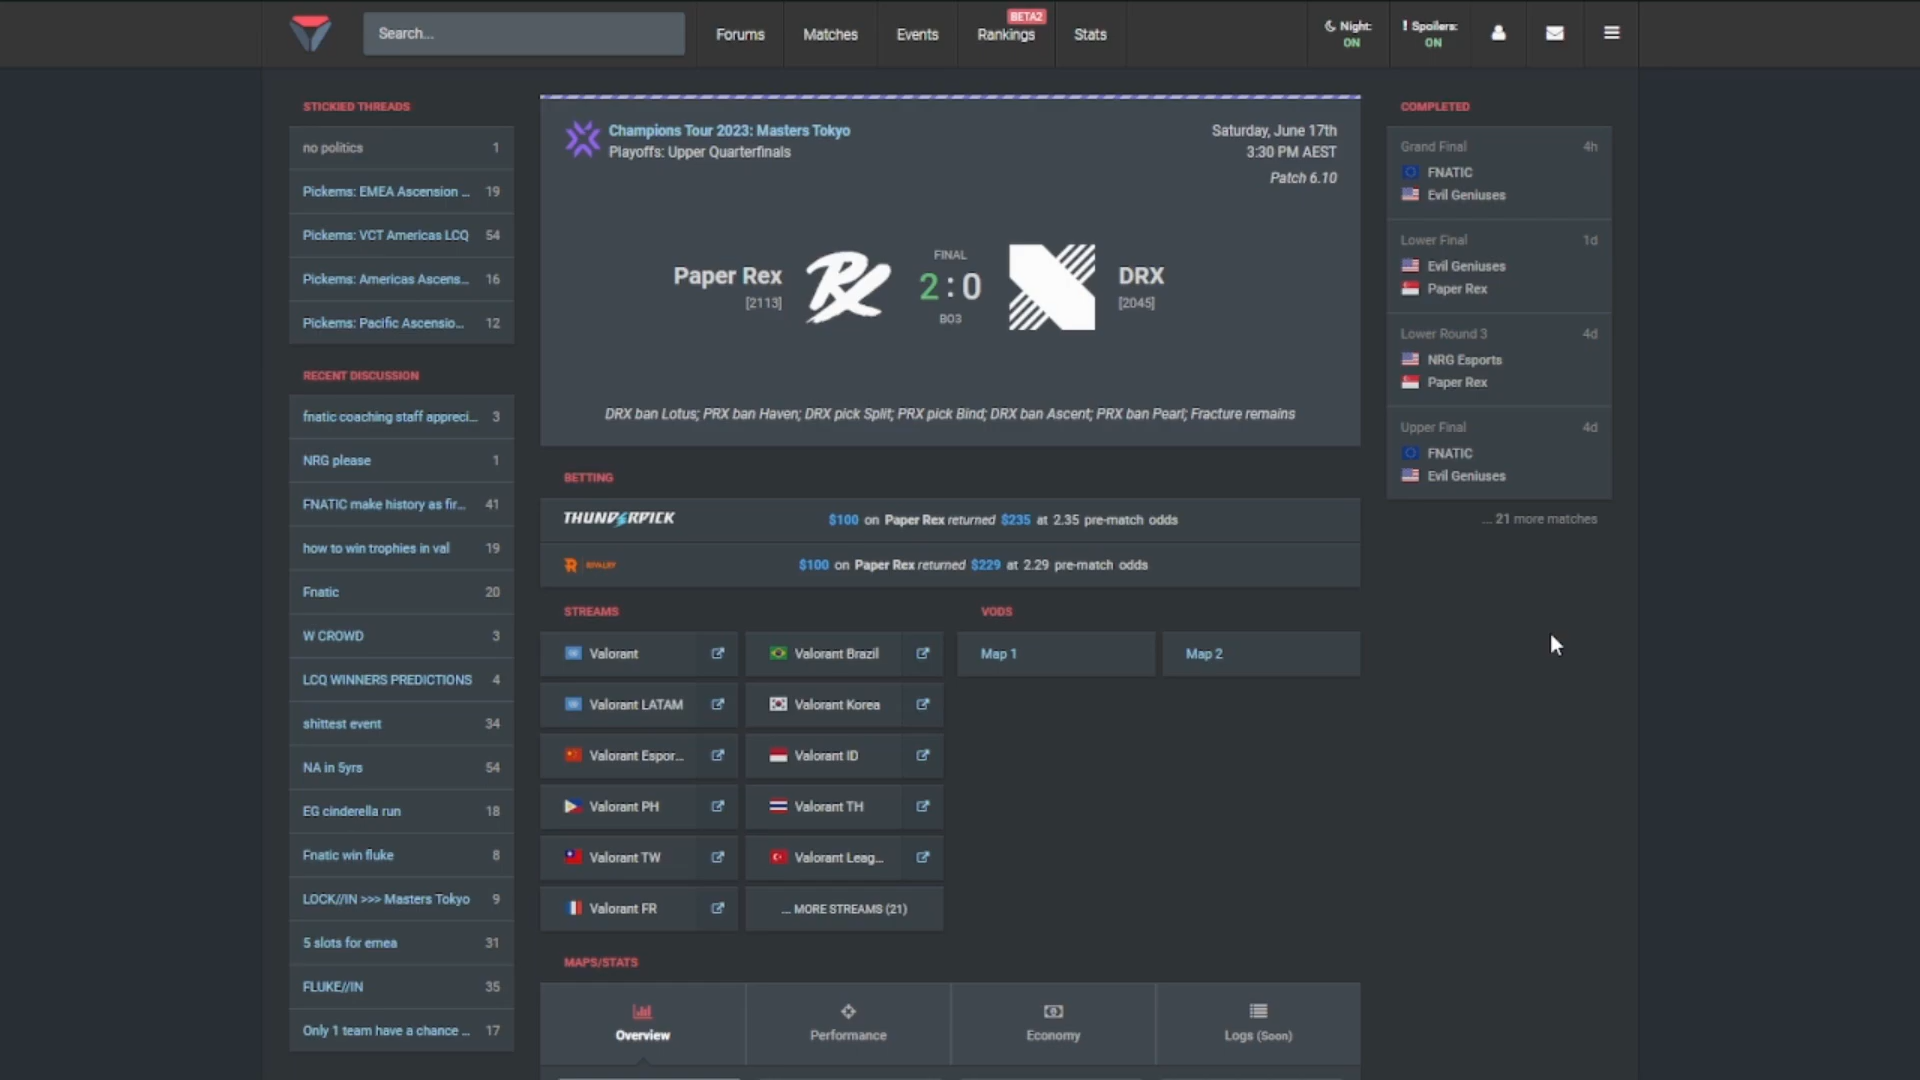 Search...
Forums
Matches
Events
BETA2
Rankings
Stats
Night:
ON
! Spoilers:
ON
STICKIED THREADS
no politics 1
Pickems: EMEA Ascension ... 19
Pickems: VCT Americas LCQ 54
Pickems: Americas Ascens... 16
Pickems: Pacific Ascensio... 12
RECENT DISCUSSION
fnatic coaching staff appreci... 3
NRG please 1
FNATIC make history as fir... 41
how to win trophies in val 19
Fnatic 20
W CROWD 3
LCQ WINNERS PREDICTIONS 4
shittest event 34
NA in 5yrs 54
EG cinderella run 18
Fnatic win fluke 8
LOCK//IN >>> Masters Tokyo 9
5 slots for emea 31
FLUKE//IN 35
Only 1 team have a chance ... 17
Champions Tour 2023: Masters Tokyo
Playoffs: Upper Quarterfinals
Saturday, June 17th
3:30 PM AEST
Patch 6.10
Paper Rex
[2113]
FINAL
2 : 0
BO3
DRX
[2045]
DRX ban Lotus; PRX ban Haven; DRX pick Split; PRX pick Bind; DRX ban Ascent; PRX ban Pearl; Fracture remains
BETTING
THUNDERPICK
$100 on Paper Rex returned $235 at 2.35 pre-match odds
RIVALRY
$100 on Paper Rex returned $229 at 2.29 pre-match odds
STREAMS
Valorant
Valorant Brazil
Valorant LATAM
Valorant Korea
Valorant Espor...
Valorant ID
Valorant PH
Valorant TH
Valorant TW
Valorant Leag...
Valorant FR
... MORE STREAMS (21)
VODS
Map 1
Map 2
MAPS/STATS
Overview
Performance
Economy
Logs (Soon)
COMPLETED
Grand Final 4h
FNATIC
Evil Geniuses
Lower Final 1d
Evil Geniuses
Paper Rex
Lower Round 3 4d
NRG Esports
Paper Rex
Upper Final 4d
FNATIC
Evil Geniuses
... 21 more matches